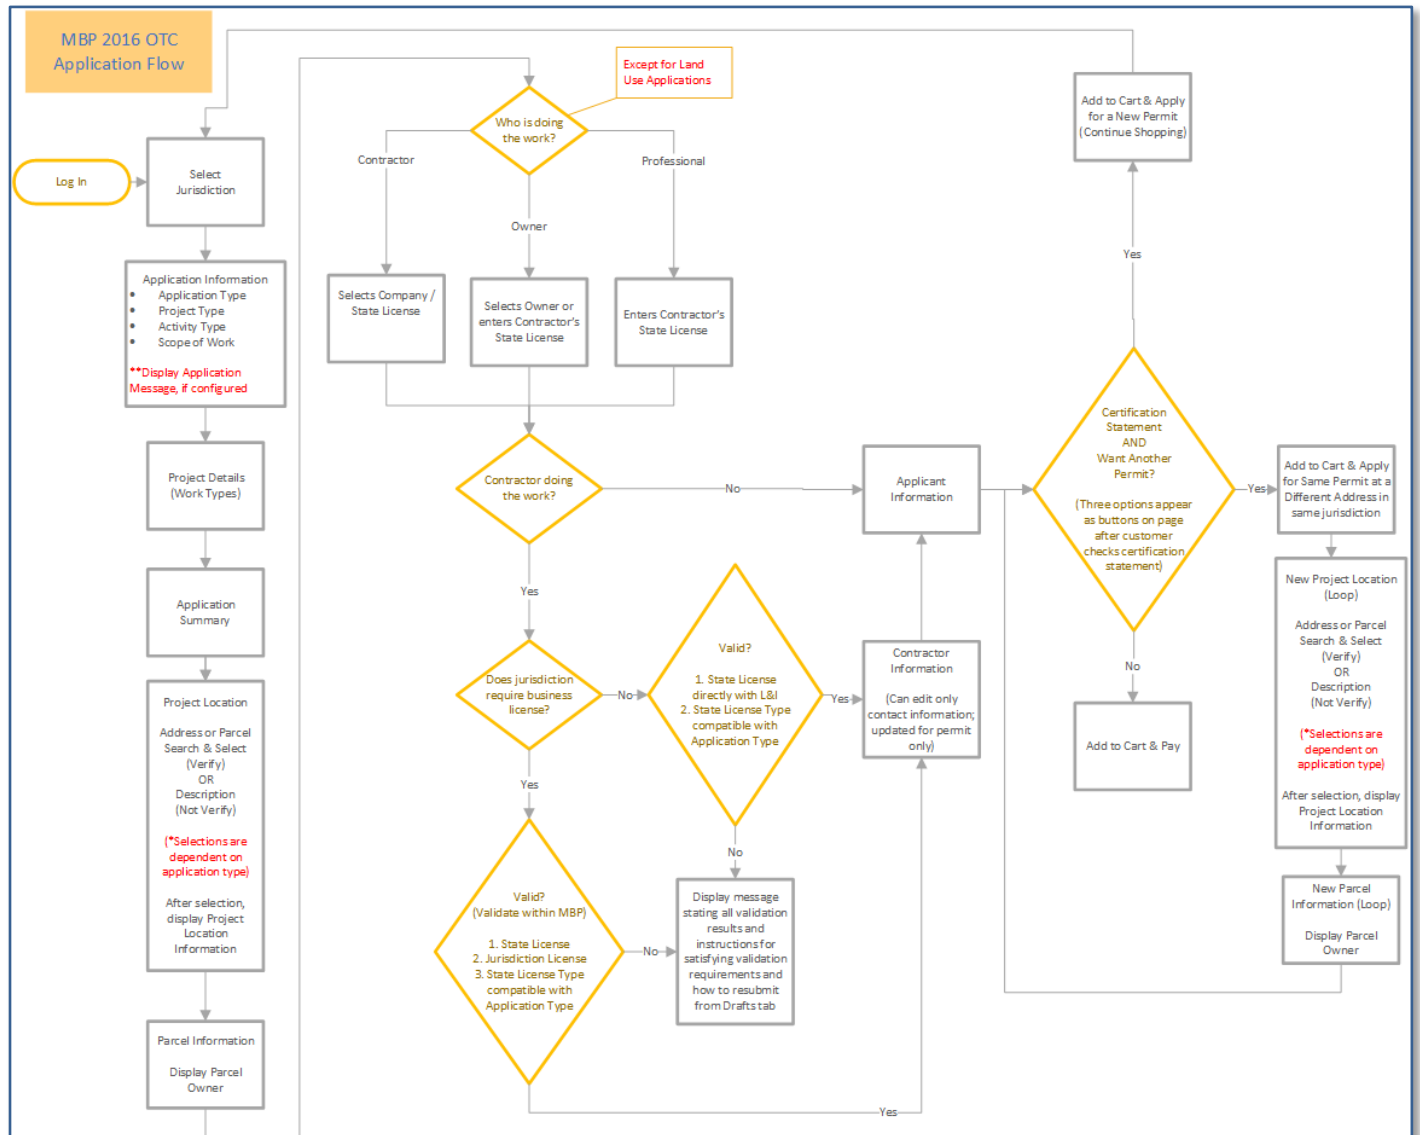 MBP 2016 OTC
Application Flow
Log In
Select
Jurisdiction
Application Information
• Application Type
• Project Type
• Activity Type
• Scope of Work
**Display Application
Message, if configured
Project Details
(Work Types)
Application
Summary
Project Location
Address or Parcel
Search & Select
(Verify)
OR
Description
(Not Verify)
(*Selections are
dependent on
application type)
After selection,
display Project
Location
Information
Parcel Information
Display Parcel
Owner
Except for Land
Use Applications
Who is doing
the work?
Contractor
Owner
Professional
Selects Company /
State License
Selects Owner or
enters Contractor's
State License
Enters Contractor's
State License
Contractor doing
the work?
No
Yes
Does jurisdiction
require business
license?
No
Yes
Valid?
1. State License
directly with L&I
2. State License Type
compatible with
Application Type
Yes
No
Valid?
(Validate within MBP)
1. State License
2. Jurisdiction License
3. State License Type
compatible with
Application Type
No
Yes
Display message
stating all validation
results and
instructions for
satisfying validation
requirements and
how to resubmit
from Drafts tab
Contractor
Information
(Can edit only
contact information;
updated for permit
only)
Applicant
Information
Certification
Statement
AND
Want Another
Permit?
(Three options appear
as buttons on page
after customer
checks certification
statement)
Yes
Add to Cart & Apply
for a New Permit
(Continue Shopping)
Yes
Add to Cart & Apply
for Same Permit at a
Different Address in
same jurisdiction
No
Add to Cart & Pay
New Project Location
(Loop)
Address or Parcel
Search & Select
(Verify)
OR
Description
(Not Verify)
(*Selections are
dependent on
application type)
After selection, display
Project Location
Information
New Parcel
Information (Loop)
Display Parcel
Owner